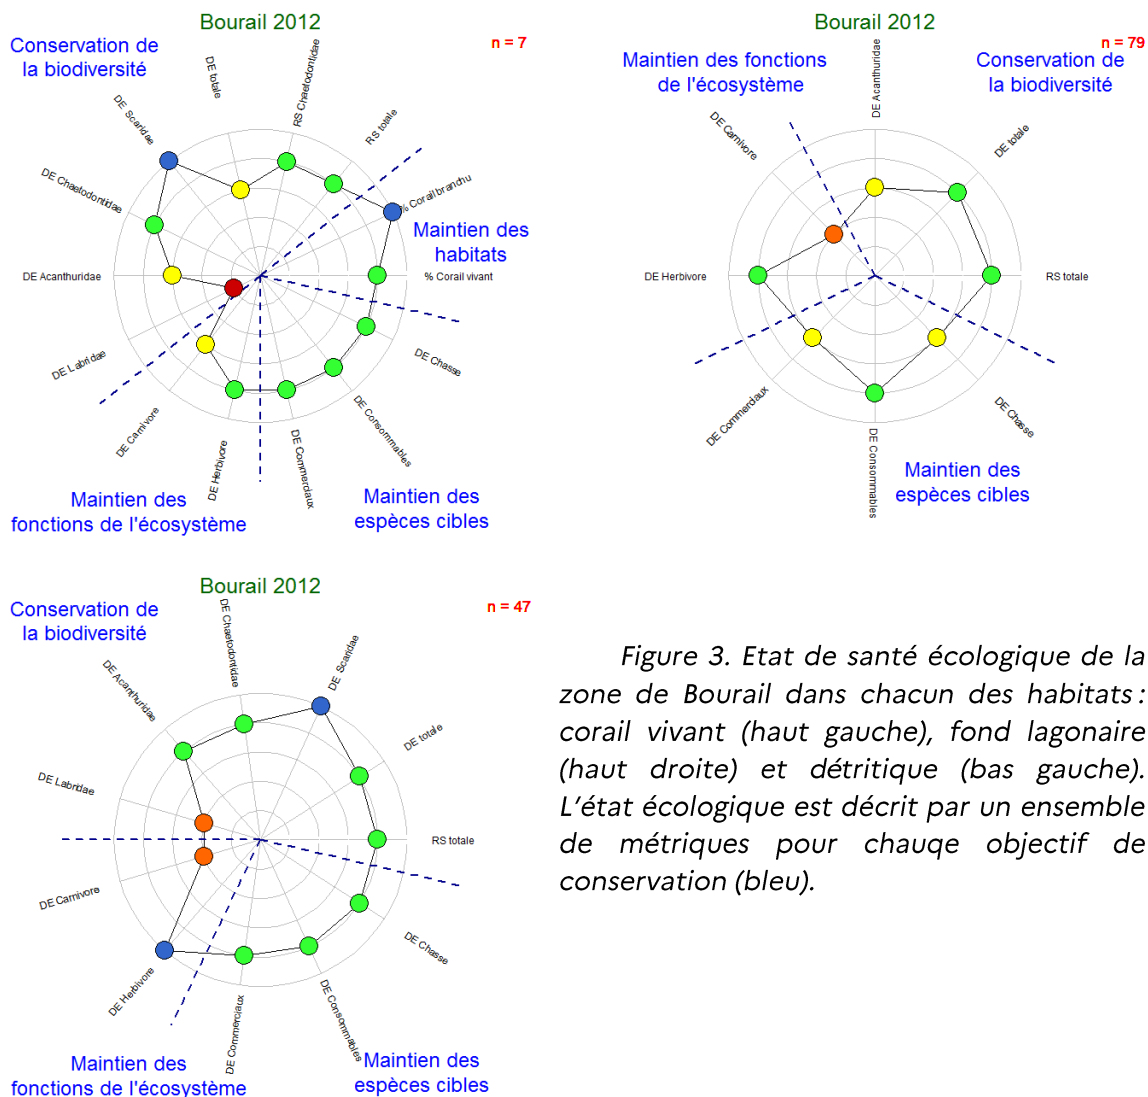 Bourail 2012
n = 7
Conservation de
la biodiversité
DE totale
RS Chaetodontidae
RS totale
% Corail branchu
Maintien des
habitats
% Corail vivant
DE Chasse
DE Consommables
DE Commerciaux
DE Herbivore
DE Carnivore
DE Labridae
DE Acanthuridae
DE Chaetodontidae
DE Scaridae
Maintien des
fonctions de l'écosystème
Maintien des
espèces cibles
Bourail 2012
n = 79
Maintien des fonctions
de l'écosystème
Conservation de
la biodiversité
DE Acanthuridae
DE totale
RS totale
DE Chasse
DE Consommables
DE Commerciaux
DE Herbivore
DE Carnivore
Maintien des
espèces cibles
Bourail 2012
n = 47
Conservation de
la biodiversité
DE Chaetodontidae
DE Scaridae
DE totale
RS totale
DE Chasse
DE Consommables
DE Commerciaux
DE Herbivore
DE Carnivore
DE Labridae
DE Acanthuridae
Maintien des
fonctions de l'écosystème
Maintien des
espèces cibles
Figure 3. Etat de santé écologique de la
zone de Bourail dans chacun des habitats :
corail vivant (haut gauche), fond lagonaire
(haut droite) et détritique (bas gauche).
L’état écologique est décrit par un ensemble
de métriques pour chauqe objectif de
conservation (bleu).